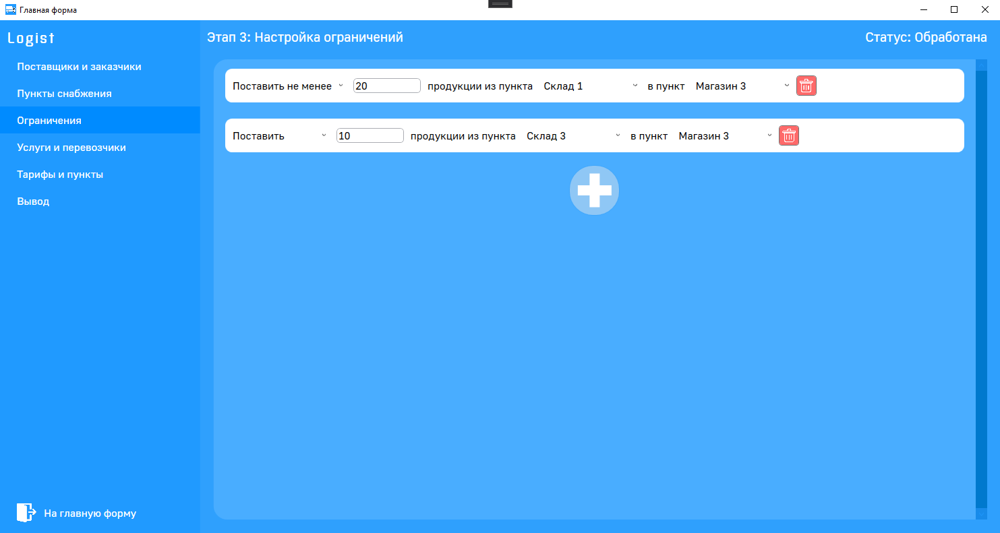 Главная форма
Logist
Поставщики и заказчики
Пункты снабжения
Ограничения
Услуги и перевозчики
Тарифы и пункты
Вывод
На главную форму
Этап 3: Настройка ограничений
Статус: Обработана
Поставить не менее 20 продукции из пункта Склад 1 в пункт Магазин 3
Поставить 10 продукции из пункта Склад 3 в пункт Магазин 3